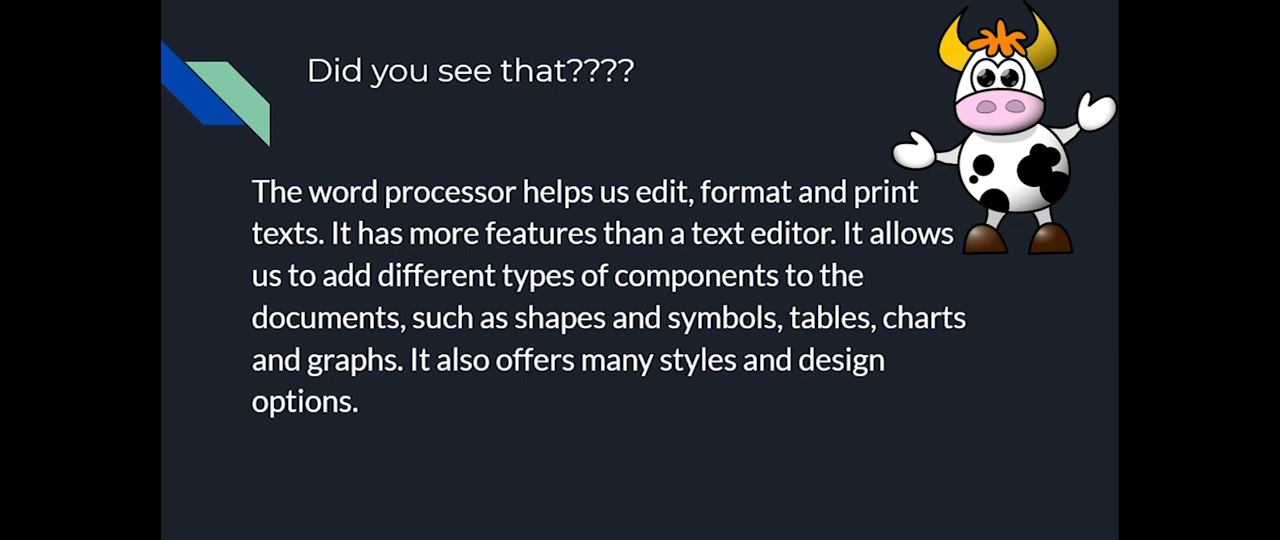 Did you see that????
The word processor helps us edit, format and print
texts. It has more features than a text editor. It allows
us to add different types of components to the
documents, such as shapes and symbols, tables, charts
and graphs. It also offers many styles and design
options.